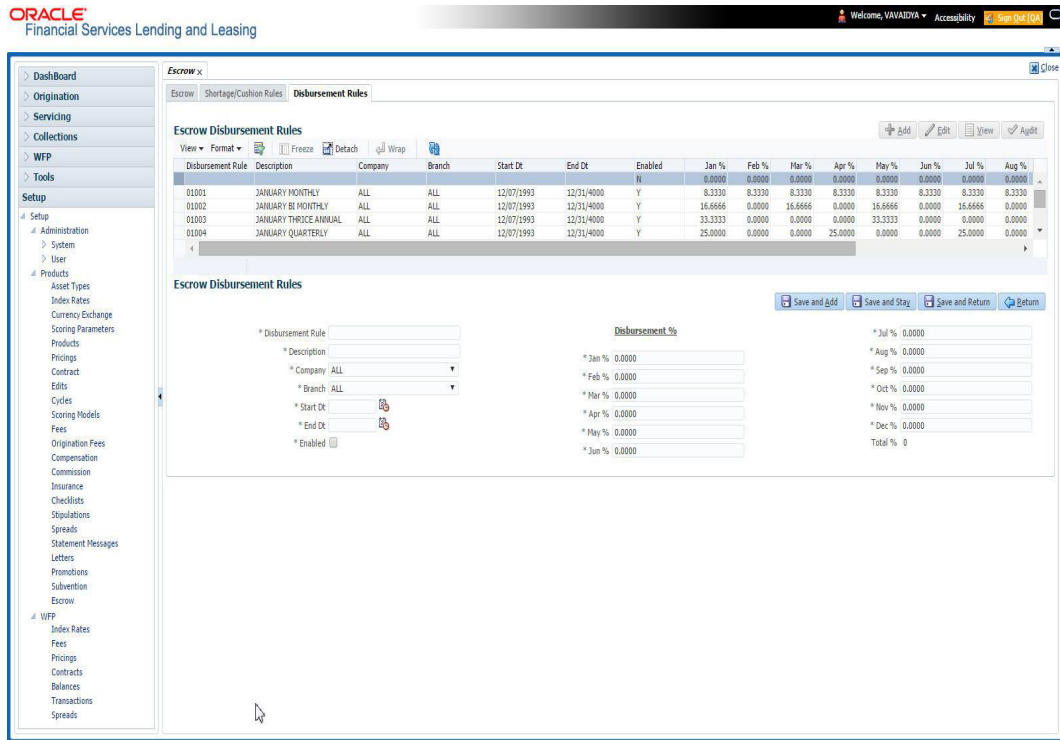 ORACLE
Financial Services Lending and Leasing
Welcome, VAVAIDYA Accessibility Sign Out [QA]
Close
DashBoard
Origination
Servicing
Collections
WFP
Tools
Setup
Setup
Administration
System
User
Products
Asset Types
Index Rates
Currency Exchange
Scoring Parameters
Products
Pricings
Contract
Edits
Cycles
Scoring Models
Fees
Origination Fees
Compensation
Commission
Insurance
Checklists
Stipulations
Spreads
Statement Messages
Letters
Promotions
Subvention
Escrow
WFP
Index Rates
Fees
Pricings
Contracts
Balances
Transactions
Spreads
Escrow x
Escrow Shortage/Cushion Rules Disbursement Rules
Escrow Disbursement Rules
Add Edit View Audit
View Format Freeze Detach Wrap
Disbursement Rule Description Company Branch Start Dt End Dt Enabled Jan % Feb % Mar % Apr % May % Jun % Jul % Aug %
N 0.0000 0.0000 0.0000 0.0000 0.0000 0.0000 0.0000 0.0000
01001 JANUARY MONTHLY ALL ALL 12/07/1993 12/31/4000 Y 8.3330 8.3330 8.3330 8.3330 8.3330 8.3330 8.3330 8.3330
01002 JANUARY BI MONTHLY ALL ALL 12/07/1993 12/31/4000 Y 16.6666 0.0000 16.6666 0.0000 16.6666 0.0000 16.6666 0.0000
01003 JANUARY THRICE ANNUAL ALL ALL 12/07/1993 12/31/4000 Y 33.3333 0.0000 0.0000 0.0000 33.3333 0.0000 0.0000 0.0000
01004 JANUARY QUARTERLY ALL ALL 12/07/1993 12/31/4000 Y 25.0000 0.0000 0.0000 25.0000 0.0000 0.0000 25.0000 0.0000
Escrow Disbursement Rules
Save and Add Save and Stay Save and Return Return
* Disbursement Rule
* Description
* Company ALL
* Branch ALL
* Start Dt
* End Dt
* Enabled
Disbursement %
* Jan % 0.0000
* Feb % 0.0000
* Mar % 0.0000
* Apr % 0.0000
* May % 0.0000
* Jun % 0.0000
* Jul % 0.0000
* Aug % 0.0000
* Sep % 0.0000
* Oct % 0.0000
* Nov % 0.0000
* Dec % 0.0000
Total % 0